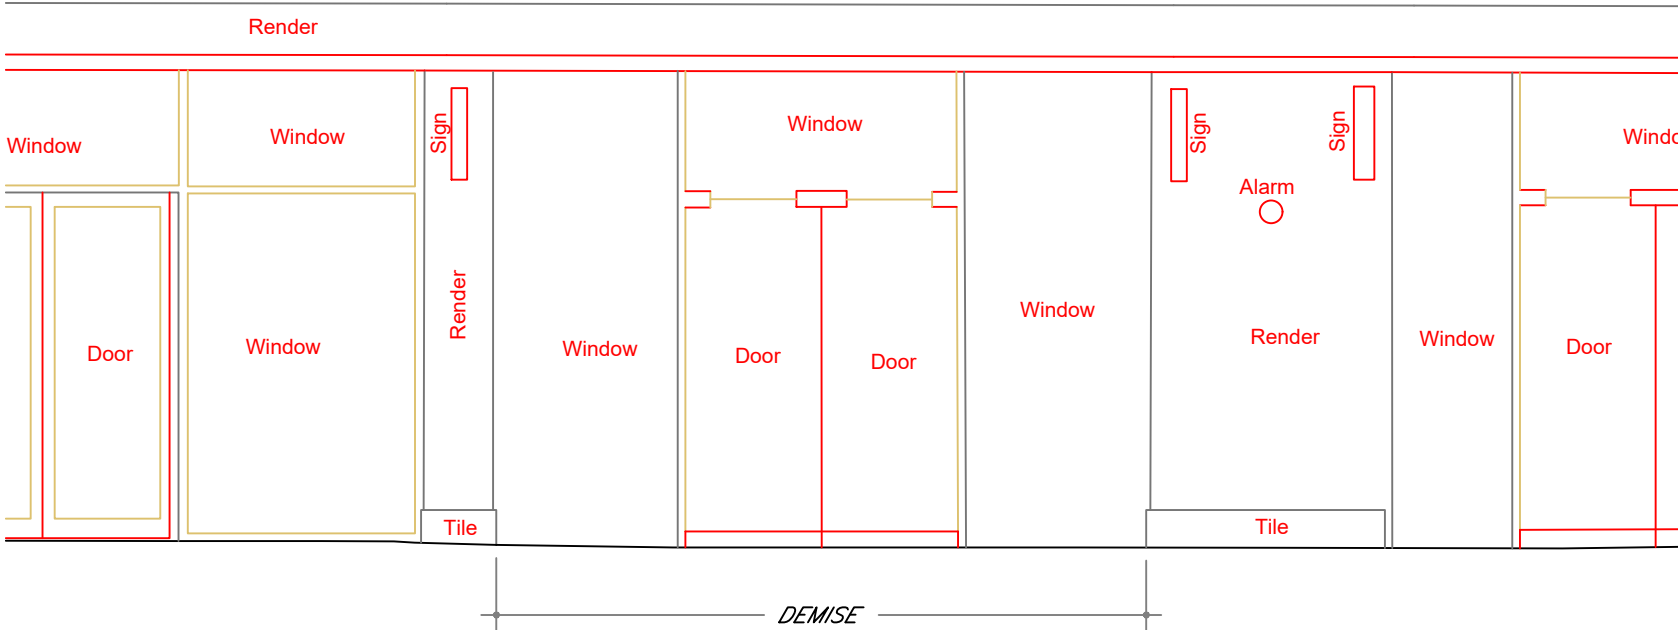 Render
Window
Window
Sign
Window
Sign
Sign
Alarm
Door
Window
Render
Window
Door
Door
Window
Render
Window
Door
Tile
Tile
DEMISE